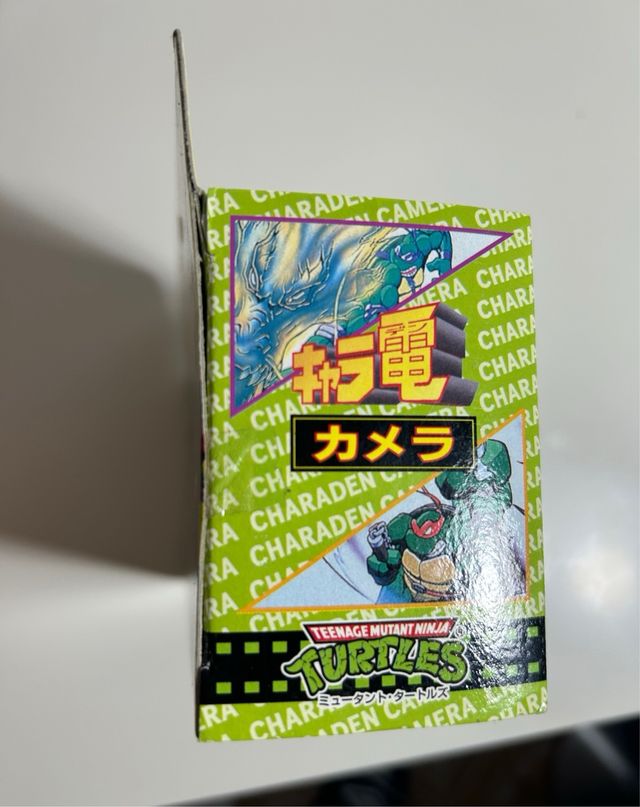 CHARADEN CAMERA
キャラ電
カメラ
TEENAGE MUTANT NINJA
TURTLES
ミュータント・タートルズ